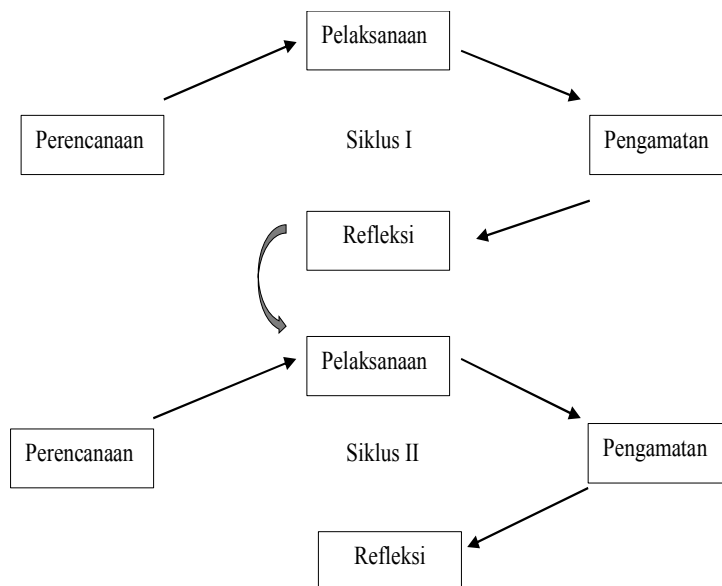 Pelaksanaan
Perencanaan
Siklus I
Pengamatan
Refleksi
Pelaksanaan
Perencanaan
Siklus II
Pengamatan
Refleksi